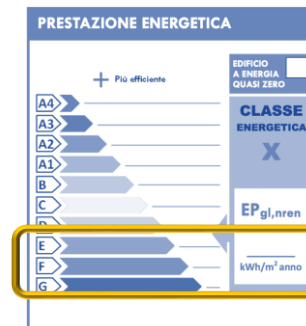 PRESTAZIONE ENERGETICA
Più efficiente
EDIFICIO
A ENERGIA
QUASI ZERO
A4
A3
A2
A1
B
C
D
E
F
G
CLASSE
ENERGETICA
X
EPgl,nren
kWh/m² anno